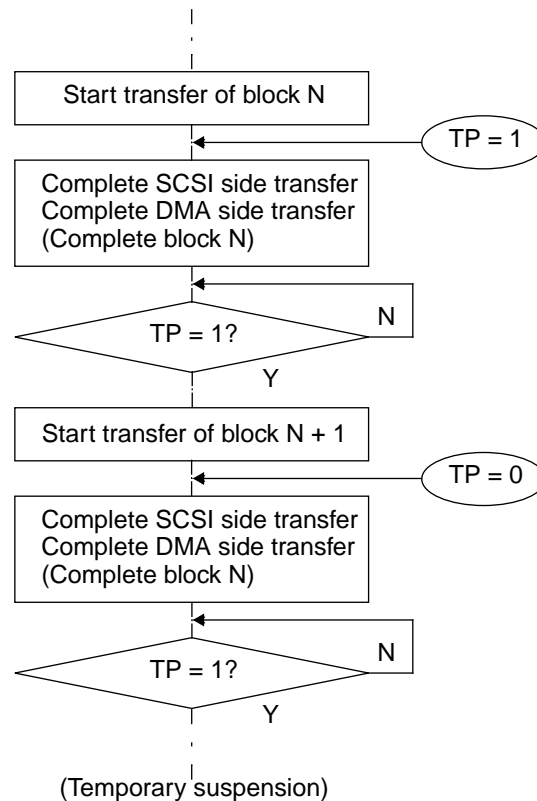 Start transfer of block N
TP = 1
Complete SCSI side transfer
Complete DMA side transfer
(Complete block N)
N
TP = 1?
Y
Start transfer of block N + 1
TP = 0
Complete SCSI side transfer
Complete DMA side transfer
(Complete block N)
N
TP = 1?
Y
(Temporary suspension)